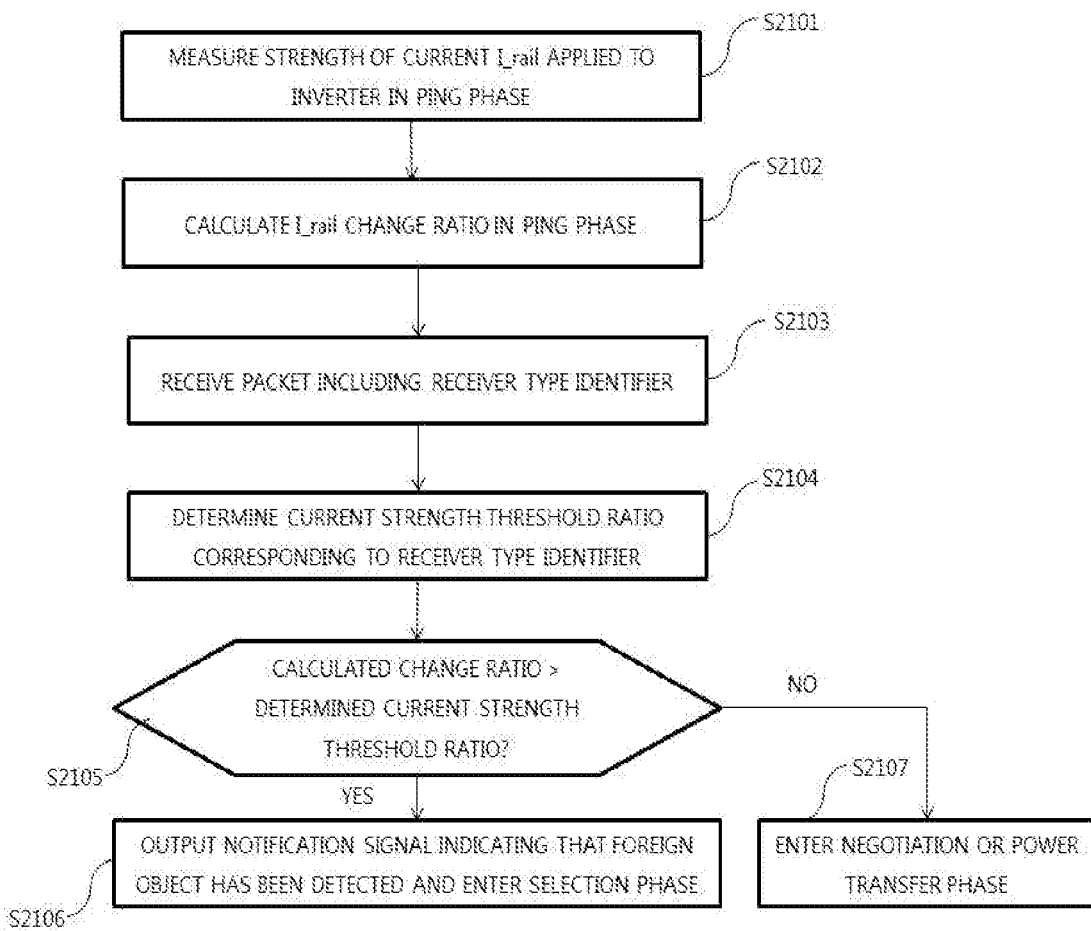 S2101
MEASURE STRENGTH OF CURRENT I_rail APPLIED TO
INVERTER IN PING PHASE
S2102
CALCULATE I_rail CHANGE RATIO IN PING PHASE
S2103
RECEIVE PACKET INCLUDING RECEIVER TYPE IDENTIFIER
S2104
DETERMINE CURRENT STRENGTH THRESHOLD RATIO
CORRESPONDING TO RECEIVER TYPE IDENTIFIER
CALCULATED CHANGE RATIO >
DETERMINED CURRENT STRENGTH
THRESHOLD RATIO?
NO
S2105
YES
S2107
OUTPUT NOTIFICATION SIGNAL INDICATING THAT FOREIGN
OBJECT HAS BEEN DETECTED AND ENTER SELECTION PHASE
S2106
ENTER NEGOTIATION OR POWER
TRANSFER PHASE